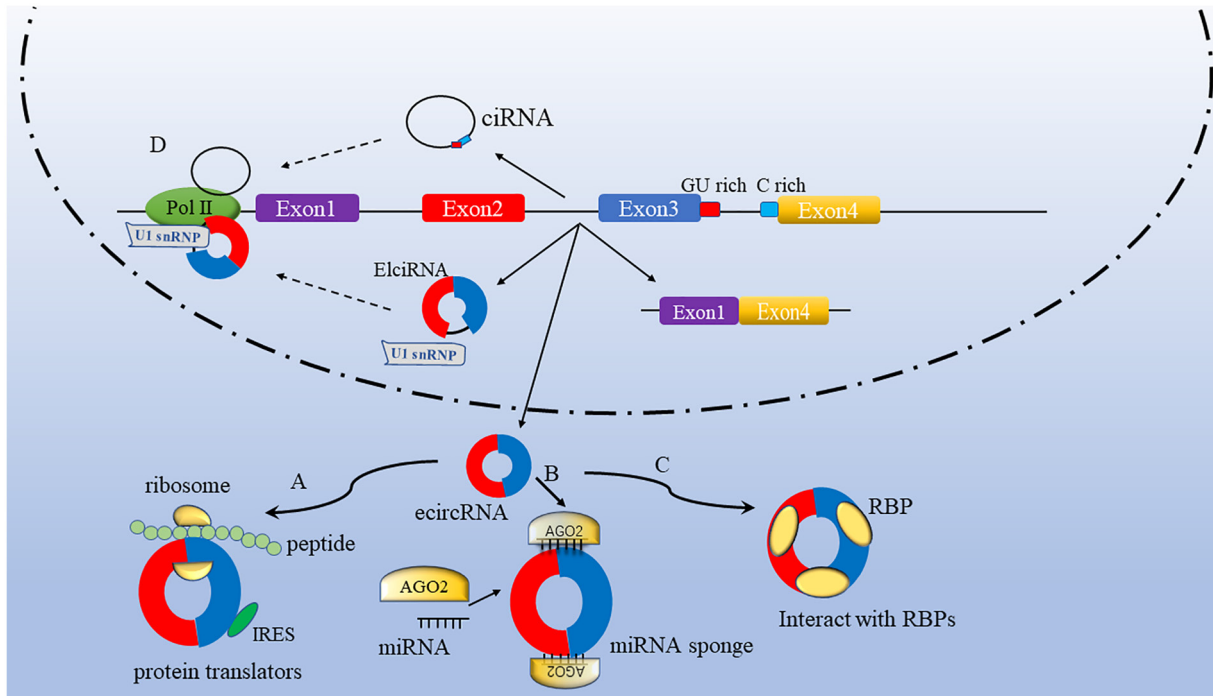 ciRNA
D
GU rich
C rich
Pol II
Exon1
Exon2
Exon3
Exon4
U1 snRNP
ElciRNA
Exon1
Exon4
U1 snRNP
A
B
C
ribosome
ecircRNA
RBP
peptide
AGO2
AGO2
miRNA
IRES
miRNA sponge
Interact with RBPs
protein translators
AGO2